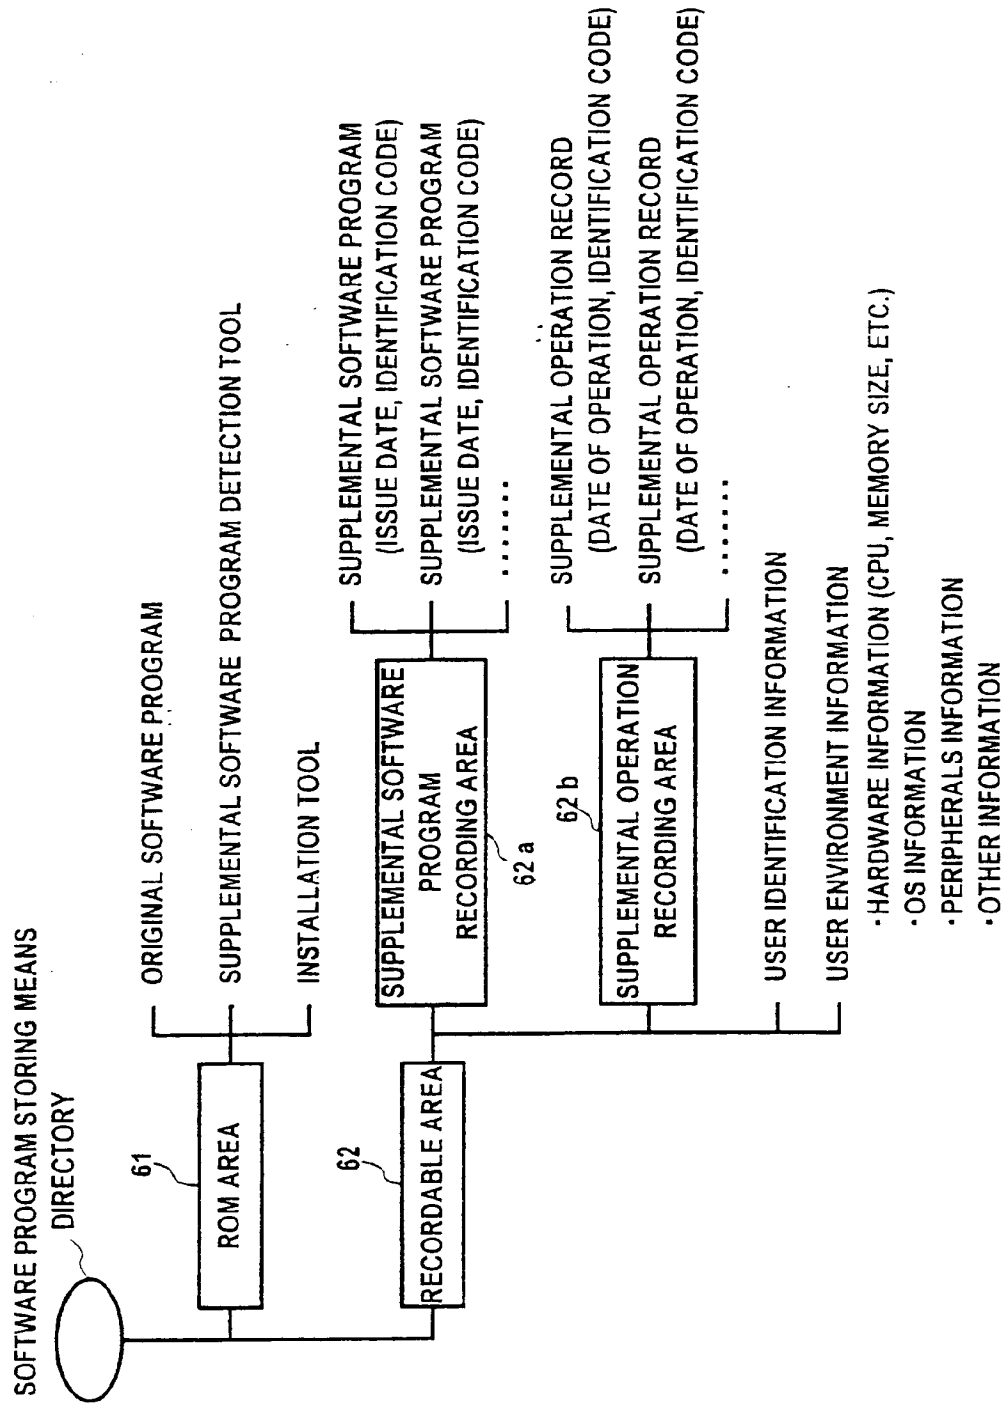 SOFTWARE PROGRAM STORING MEANS
DIRECTORY
61
ROM AREA
ORIGINAL SOFTWARE PROGRAM
SUPPLEMENTAL SOFTWARE PROGRAM DETECTION TOOL
INSTALLATION TOOL
62
RECORDABLE AREA
SUPPLEMENTAL SOFTWARE
PROGRAM
RECORDING AREA
62 a
SUPPLEMENTAL SOFTWARE PROGRAM
(ISSUE DATE, IDENTIFICATION CODE)
SUPPLEMENTAL SOFTWARE PROGRAM
(ISSUE DATE, IDENTIFICATION CODE)
.......
62 b
SUPPLEMENTAL OPERATION
RECORDING AREA
SUPPLEMENTAL OPERATION RECORD
(DATE OF OPERATION, IDENTIFICATION CODE)
SUPPLEMENTAL OPERATION RECORD
(DATE OF OPERATION, IDENTIFICATION CODE)
.......
USER IDENTIFICATION INFORMATION
USER ENVIRONMENT INFORMATION
・HARDWARE INFORMATION (CPU, MEMORY SIZE, ETC.)
・OS INFORMATION
・PERIPHERALS INFORMATION
・OTHER INFORMATION